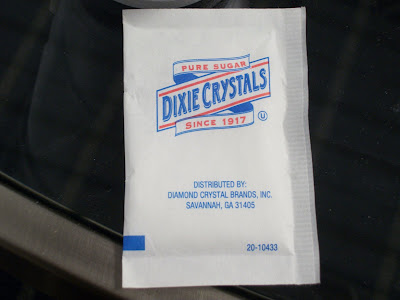 PURE SUGAR
DIXIE CRYSTALS
SINCE 1917
U
DISTRIBUTED BY:
DIAMOND CRYSTAL BRANDS, INC.
SAVANNAH, GA 31405
20-10433